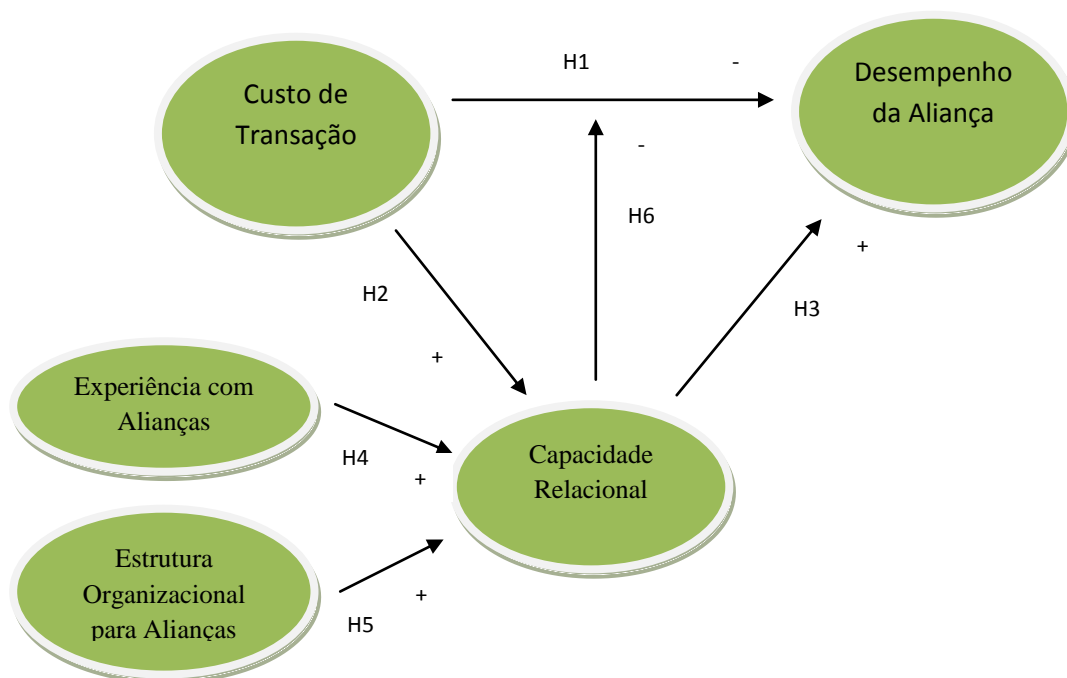 H1
-
Custo de
Transação
Desempenho
da Aliança
-
H6
H2
+
H3
+
Experiência com
Alianças
H4
+
Capacidade
Relacional
Estrutura
Organizacional
para Alianças
+
H5